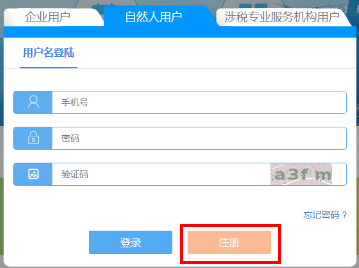 企业用户 自然人用户 涉税专业服务机构用户
用户名登陆
手机号
密码
验证码 a3fm
忘记密码？
登录 注册